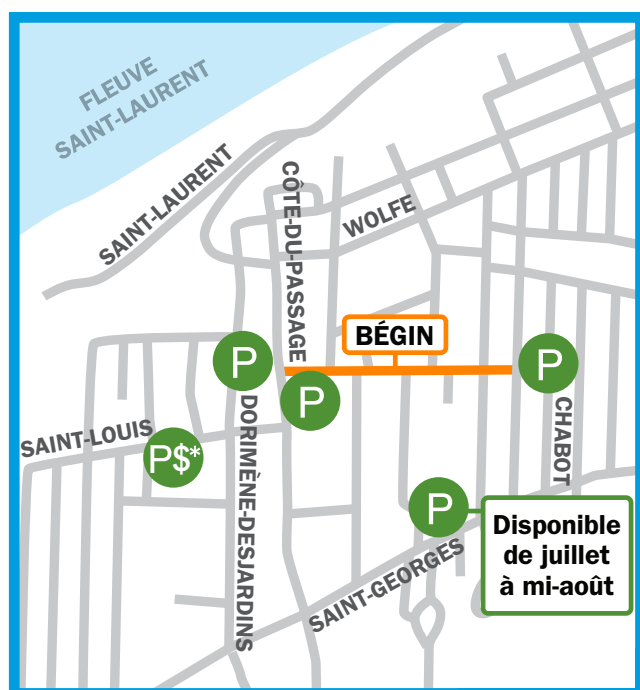 FLEUVE
SAINT-LAURENT
SAINT-LAURENT
CÔTE-DU-PASSAGE
WOLFE
BÉGIN
P
P
P
CHABOT
DORIMÈNE-DESJARDINS
SAINT-LOUIS
P$*
P
SAINT-GEORGES
Disponible
de juillet
à mi-août